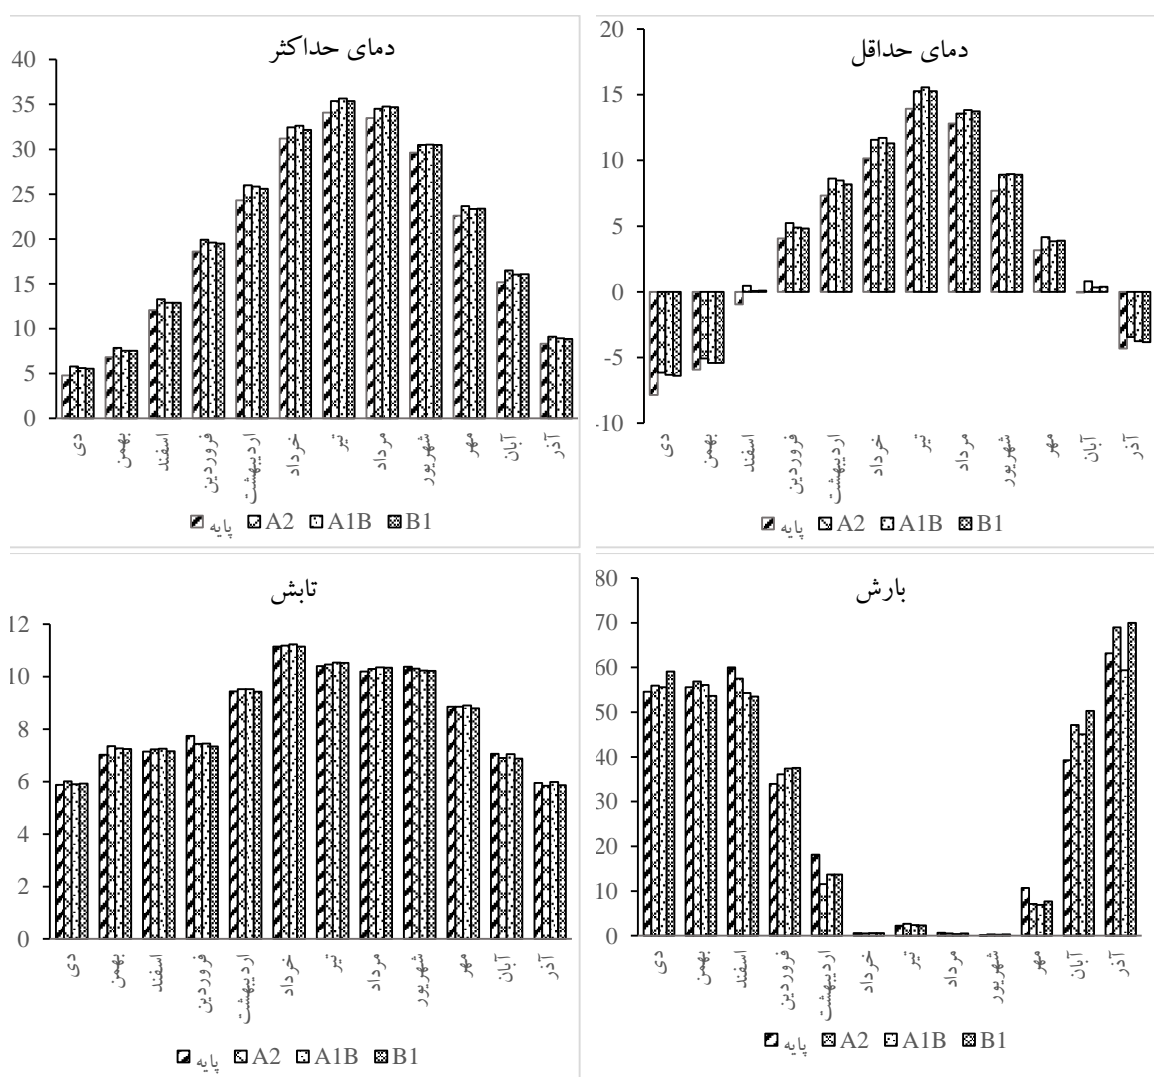 دمای حداکثر
40
35
30
25
20
15
10
5
0
دی
بهمن
اسفند
فروردین
اردیبهشت
خرداد
تیر
مرداد
شهریور
مهر
آبان
آذر
پایه A2 A1B B1
دمای حداقل
20
15
10
5
0
-5
-10
دی
بهمن
اسفند
فروردین
اردیبهشت
خرداد
تیر
مرداد
شهریور
مهر
آبان
آذر
پایه A2 A1B B1
تابش
12
10
8
6
4
2
0
دی
بهمن
اسفند
فروردین
اردیبهشت
خرداد
تیر
مرداد
شهریور
مهر
آبان
آذر
پایه A2 A1B B1
بارش
80
70
60
50
40
30
20
10
0
دی
بهمن
اسفند
فروردین
اردیبهشت
خرداد
تیر
مرداد
شهریور
مهر
آبان
آذر
پایه A2 A1B B1